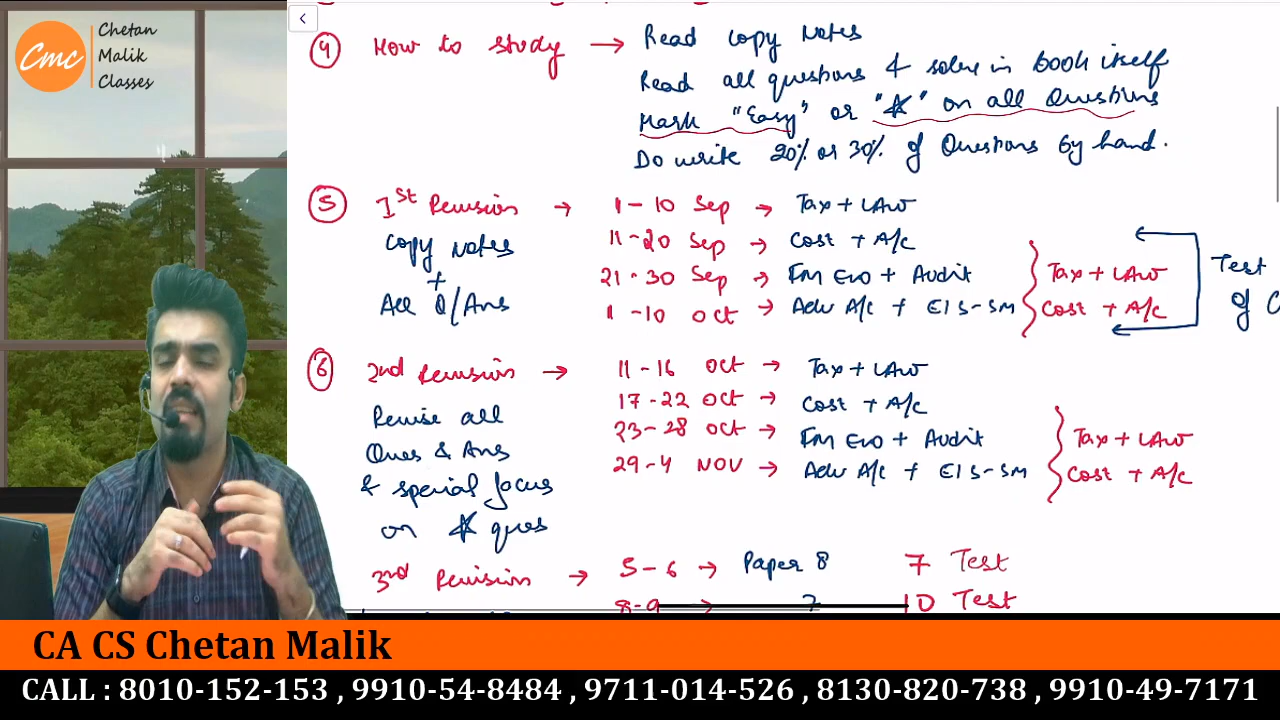 Cmc
Chetan
Malik
Classes
④ How to study → Read copy Notes
Read all questions & solve in book itself
Mark "Easy" or "☆" on all Questions
Do write 20% or 30% of Questions by hand.
⑤ 1st Revision → 1-10 Sep → Tax + LAW
Copy Notes
+
All Q/Ans
11-20 Sep → Cost + A/c
21-30 Sep → FM Eco + Audit
1-10 Oct → Adv A/c + EIS-SM
Tax + LAW
Cost + A/c
Test
of
⑥ 2nd Revision → 11-16 Oct → Tax + LAW
Revise all
Ques & Ans
& special focus
on ☆ ques
17-22 Oct → Cost + A/c
23-28 Oct → FM Eco + Audit
29-4 NOV → Adv A/c + EIS-SM
Tax + LAW
Cost + A/c
3rd Revision → 5-6 → Paper 8 7 Test
8-9 → 7 10 Test
CA CS Chetan Malik
CALL : 8010-152-153 , 9910-54-8484 , 9711-014-526 , 8130-820-738 , 9910-49-7171